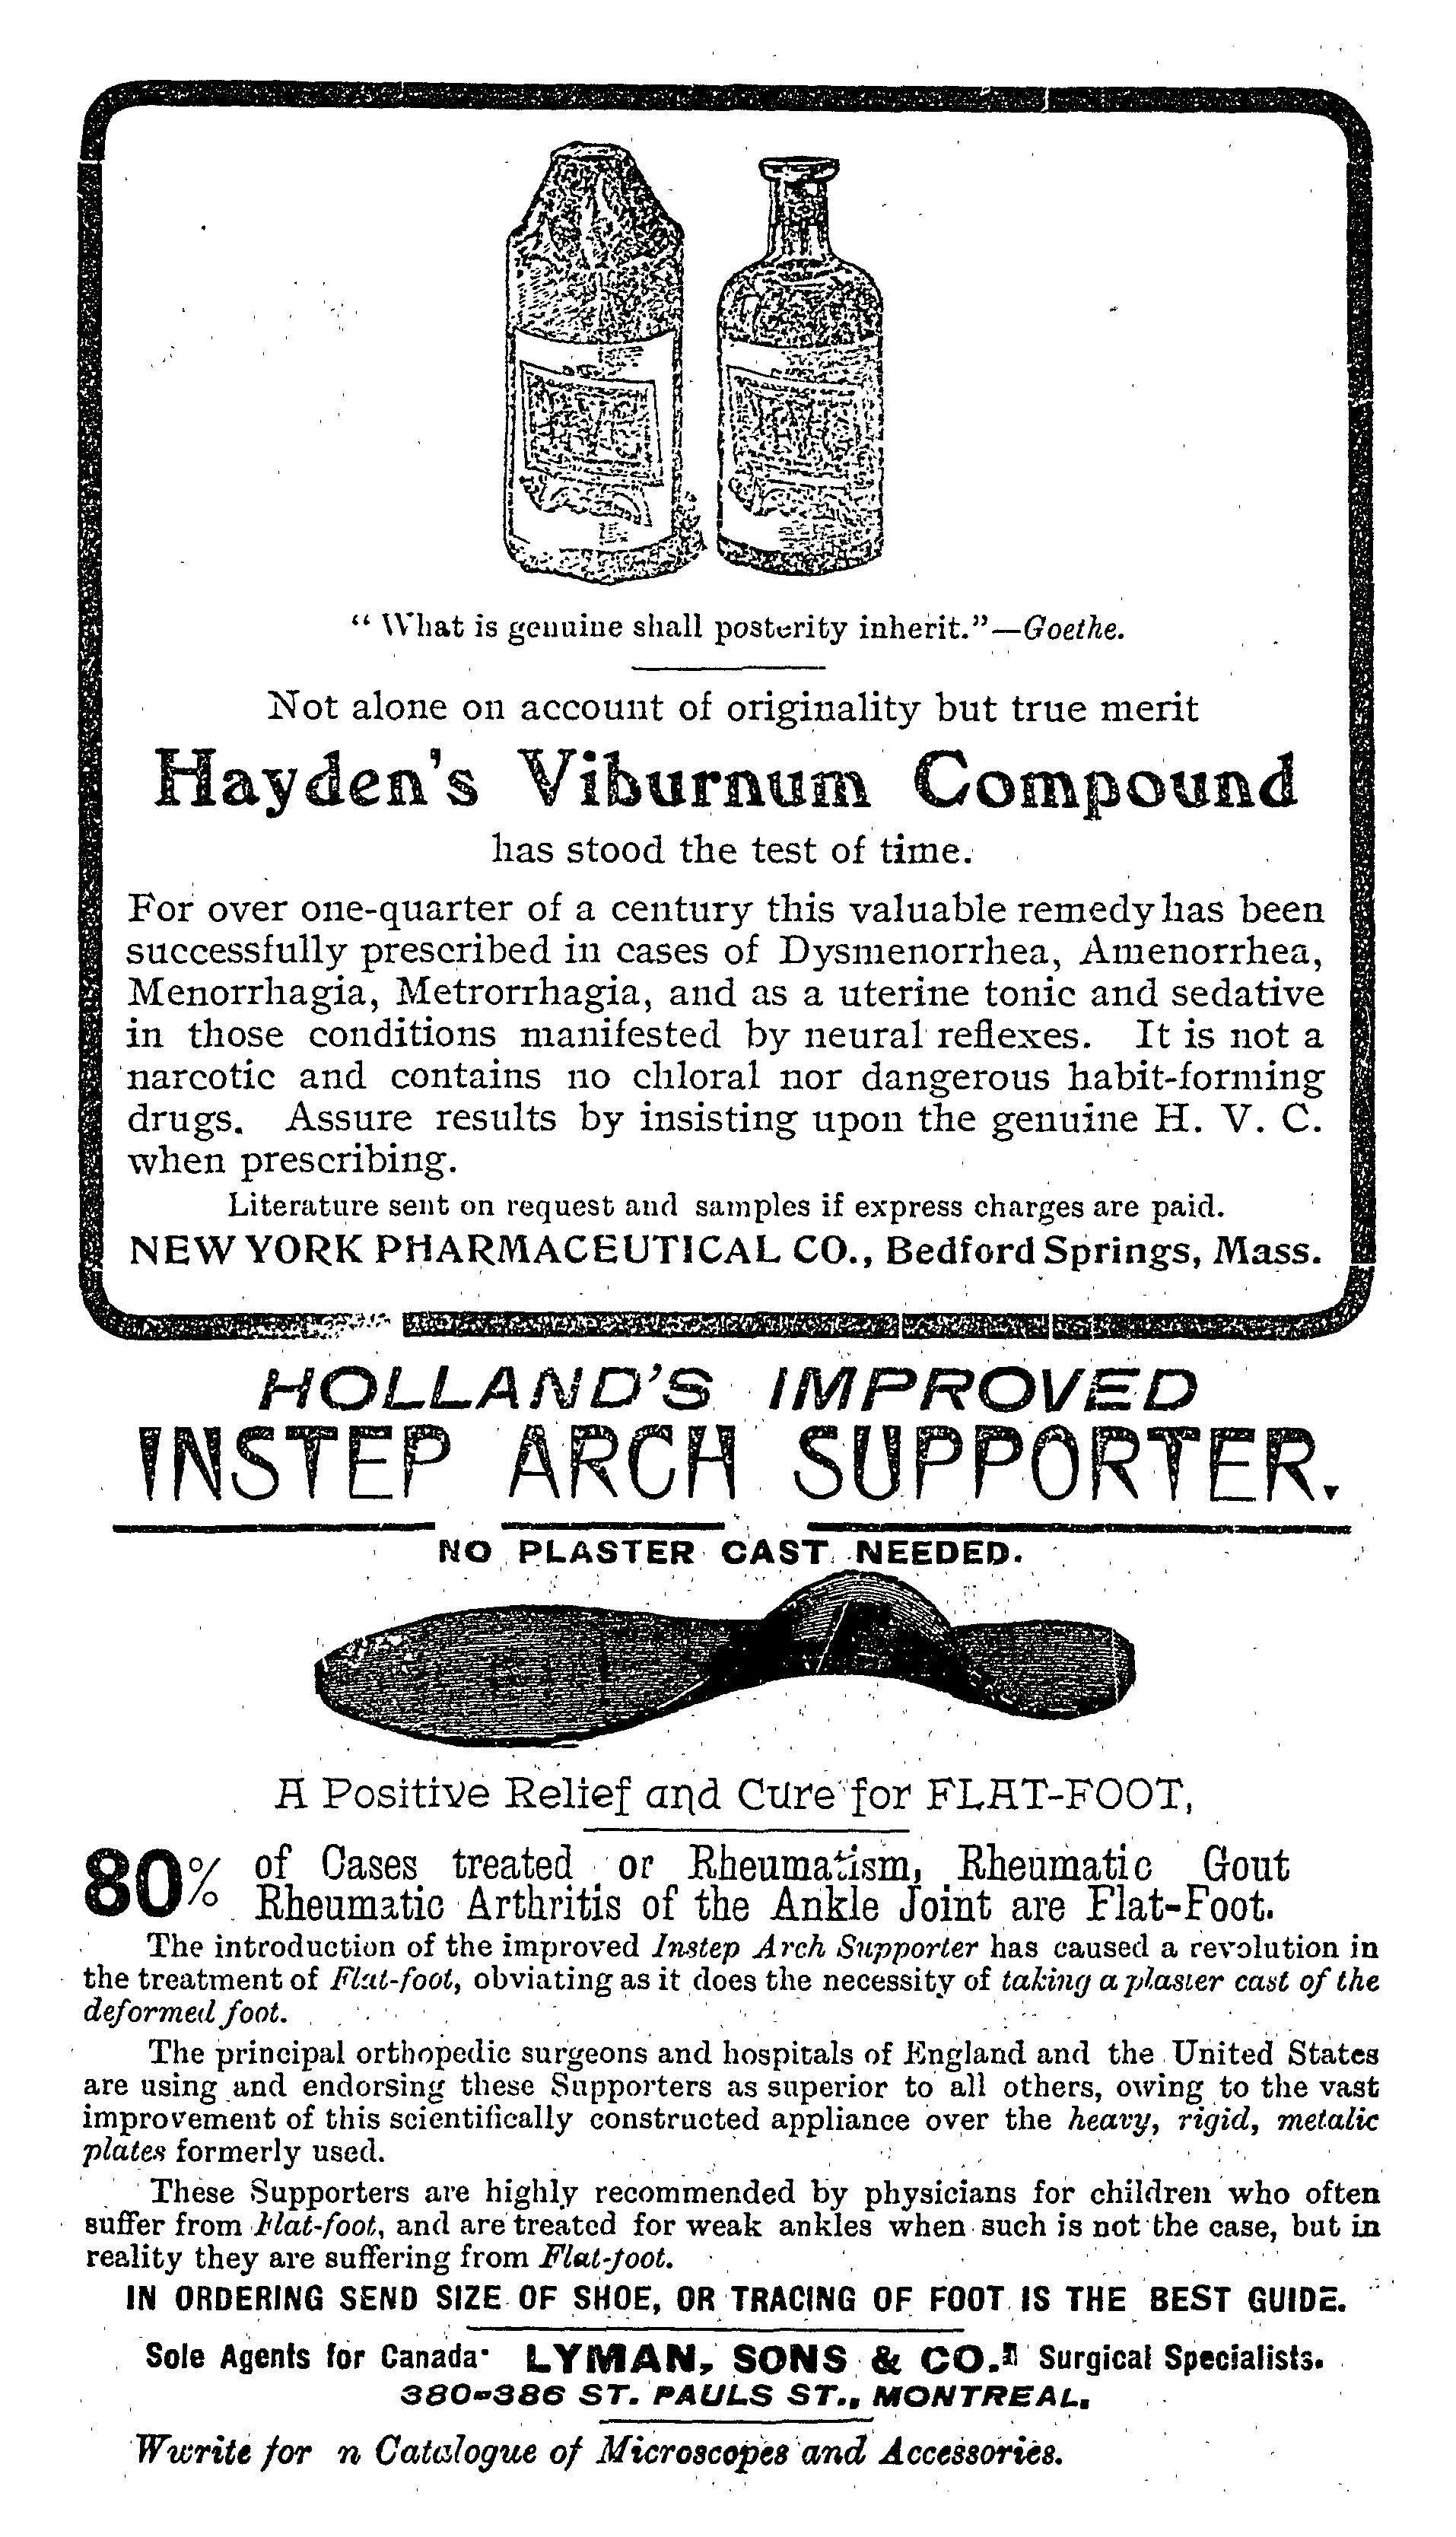 "What is genuine shall posterity inherit."—Goethe.
Not alone on account of originality but true merit
Hayden's Viburnum Compound
has stood the test of time.
For over one-quarter of a century this valuable remedy has been
successfully prescribed in cases of Dysmenorrhea, Amenorrhea,
Menorrhagia, Metrorrhagia, and as a uterine tonic and sedative
in those conditions manifested by neural reflexes. It is not a
narcotic and contains no chloral nor dangerous habit-forming
drugs. Assure results by insisting upon the genuine H. V. C.
when prescribing.
Literature sent on request and samples if express charges are paid.
NEW YORK PHARMACEUTICAL CO., Bedford Springs, Mass.
HOLLAND'S IMPROVED
INSTEP ARCH SUPPORTER.
NO PLASTER CAST NEEDED.
A Positive Relief and Cure for FLAT-FOOT,
80% of Cases treated or Rheumatism, Rheumatic Gout
Rheumatic Arthritis of the Ankle Joint are Flat-Foot.
The introduction of the improved Instep Arch Supporter has caused a revolution in
the treatment of Flat-foot, obviating as it does the necessity of taking a plaster cast of the
deformed foot.
The principal orthopedic surgeons and hospitals of England and the United States
are using and endorsing these Supporters as superior to all others, owing to the vast
improvement of this scientifically constructed appliance over the heavy, rigid, metalic
plates formerly used.
These Supporters are highly recommended by physicians for children who often
suffer from Flat-foot, and are treated for weak ankles when such is not the case, but in
reality they are suffering from Flat-foot.
IN ORDERING SEND SIZE OF SHOE, OR TRACING OF FOOT IS THE BEST GUIDE.
Sole Agents for Canada· LYMAN, SONS & CO. Surgical Specialists.
380-386 ST. PAULS ST., MONTREAL.
Wwrite for n Catalogue of Microscopes and Accessories.